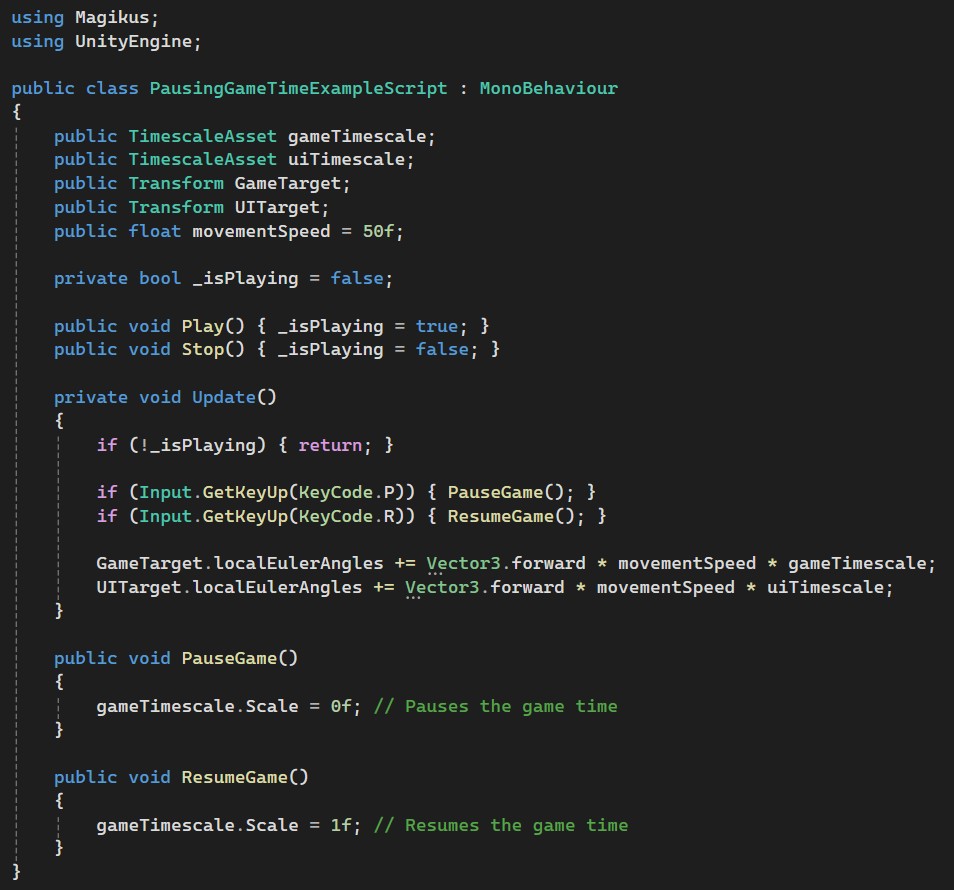 using Magikus;
using UnityEngine;

public class PausingGameTimeExampleScript : MonoBehaviour
{
    public TimescaleAsset gameTimescale;
    public TimescaleAsset uiTimescale;
    public Transform GameTarget;
    public Transform UITarget;
    public float movementSpeed = 50f;

    private bool _isPlaying = false;

    public void Play() { _isPlaying = true; }
    public void Stop() { _isPlaying = false; }

    private void Update()
    {
        if (!_isPlaying) { return; }

        if (Input.GetKeyUp(KeyCode.P)) { PauseGame(); }
        if (Input.GetKeyUp(KeyCode.R)) { ResumeGame(); }

        GameTarget.localEulerAngles += Vector3.forward * movementSpeed * gameTimescale;
        UITarget.localEulerAngles += Vector3.forward * movementSpeed * uiTimescale;
    }

    public void PauseGame()
    {
        gameTimescale.Scale = 0f; // Pauses the game time
    }

    public void ResumeGame()
    {
        gameTimescale.Scale = 1f; // Resumes the game time
    }
}